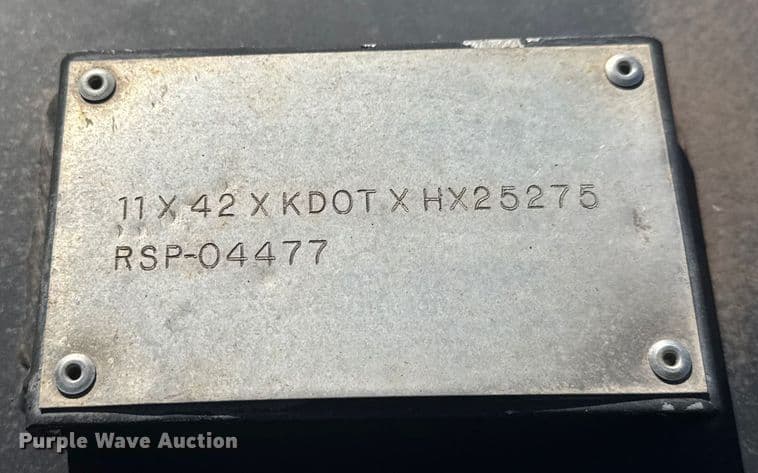 11 X 42 X KDOT X HX25275
RSP-04477
Purple Wave Auction